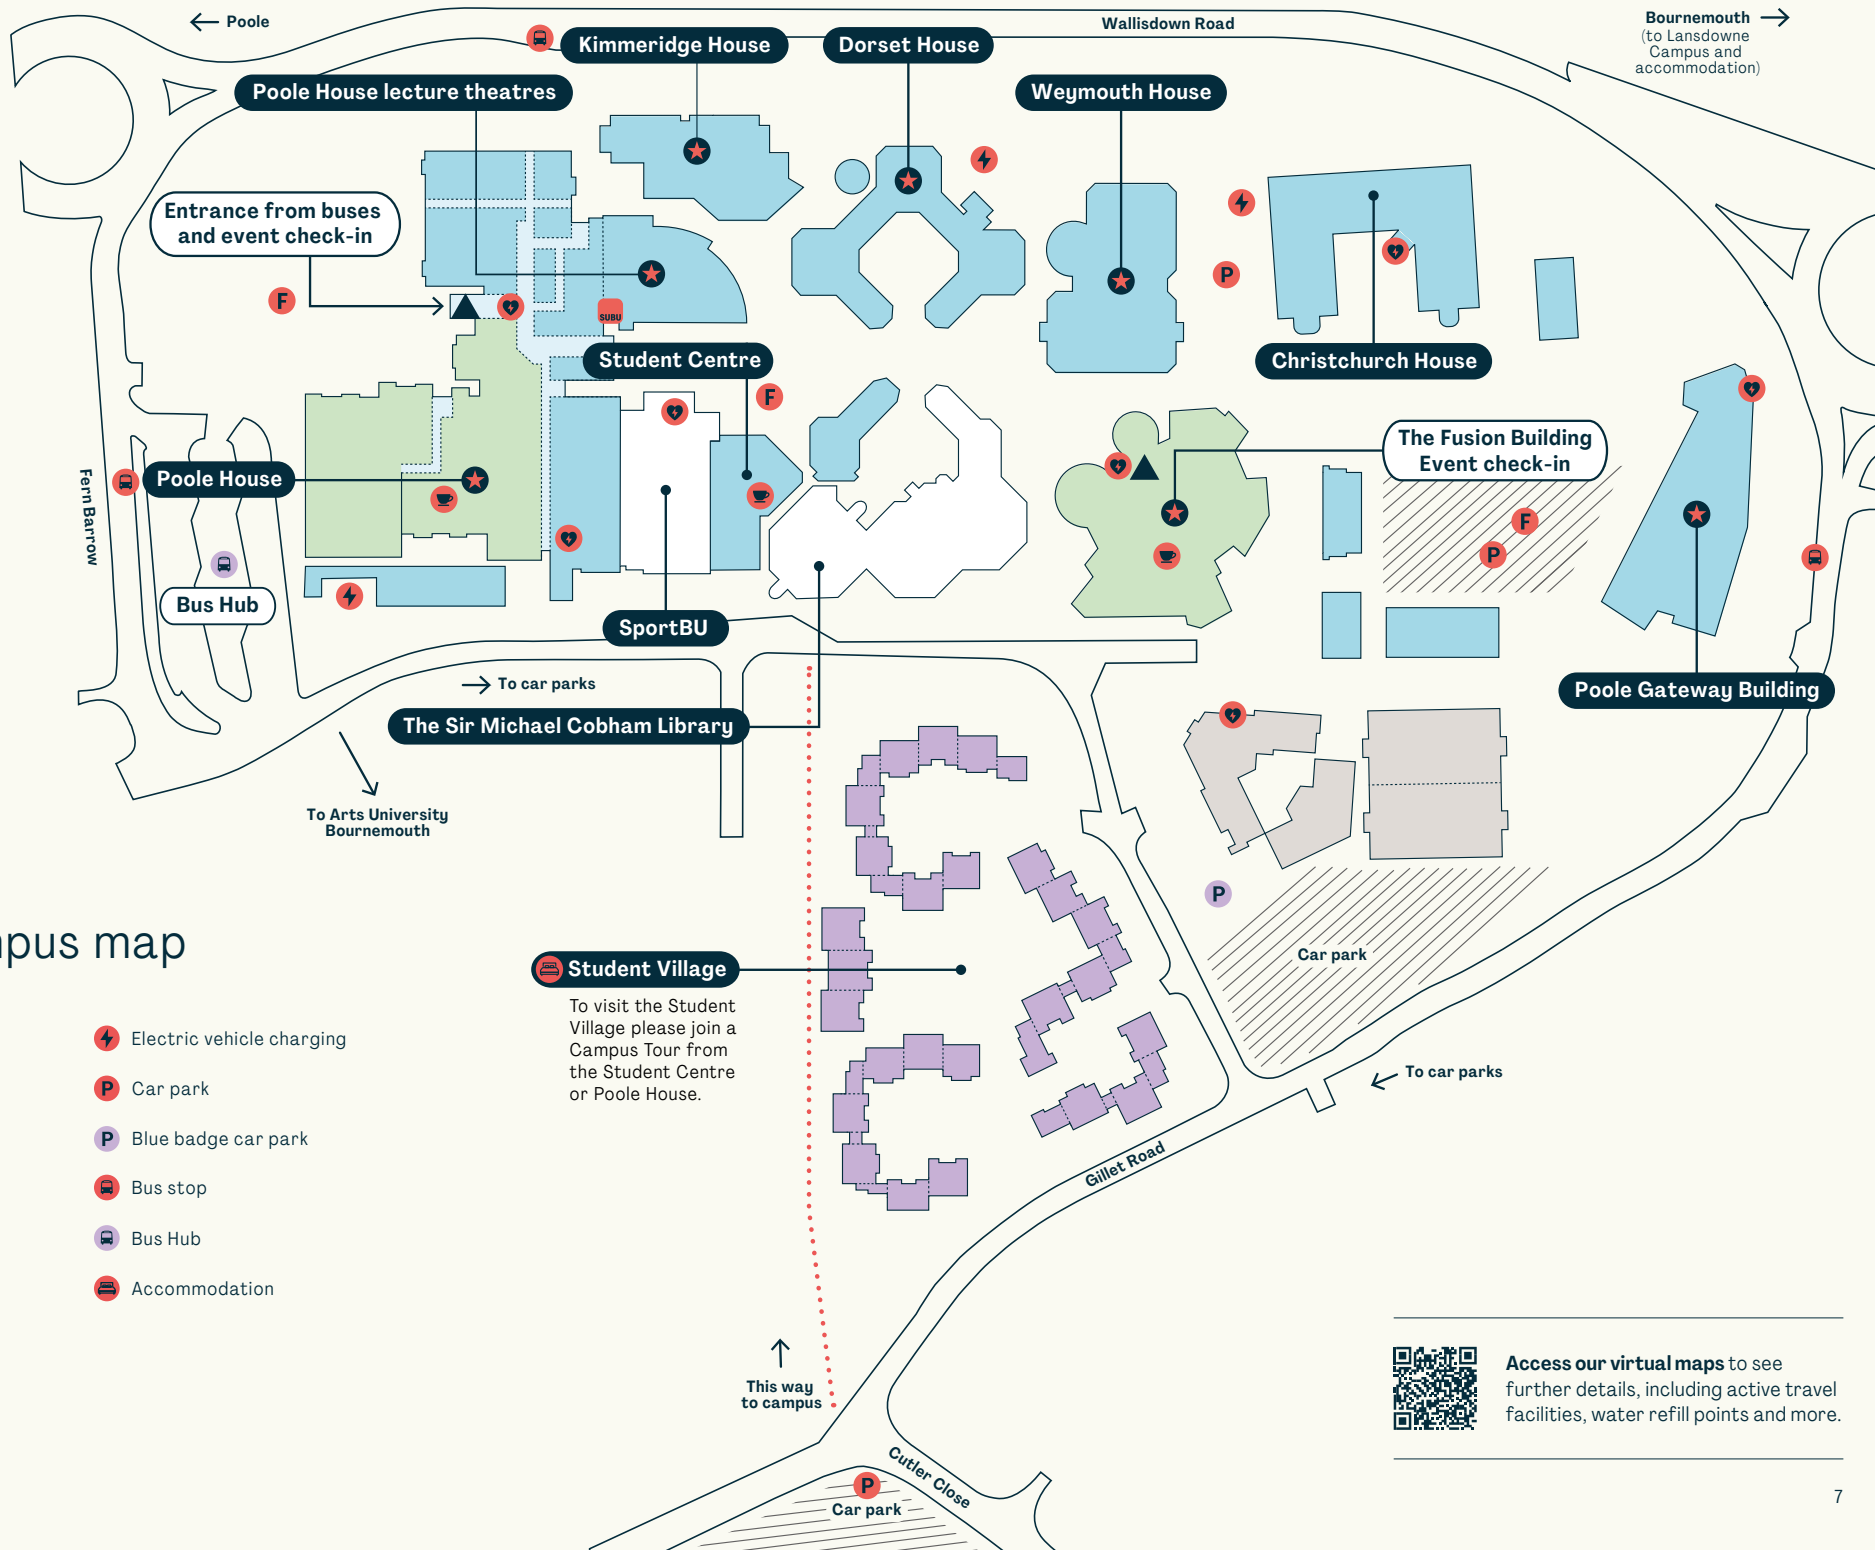 Poole
Wallisdown Road
Bournemouth
(to Lansdowne
Campus and
accommodation)
Kimmeridge House
Dorset House
Poole House lecture theatres
Weymouth House
Entrance from buses
and event check-in
F
SUBU
P
Student Centre
F
Christchurch House
The Fusion Building
Event check-in
Poole House
Fern Barrow
F
P
Bus Hub
SportBU
To car parks
The Sir Michael Cobham Library
Poole Gateway Building
To Arts University
Bournemouth
P
Car park
pus map
Student Village
To visit the Student
Village please join a
Campus Tour from
the Student Centre
or Poole House.
Electric vehicle charging
P Car park
P Blue badge car park
Bus stop
Bus Hub
Accommodation
To car parks
Gillet Road
This way
to campus
Cutler Close
P
Car park
Access our virtual maps to see
further details, including active travel
facilities, water refill points and more.
7